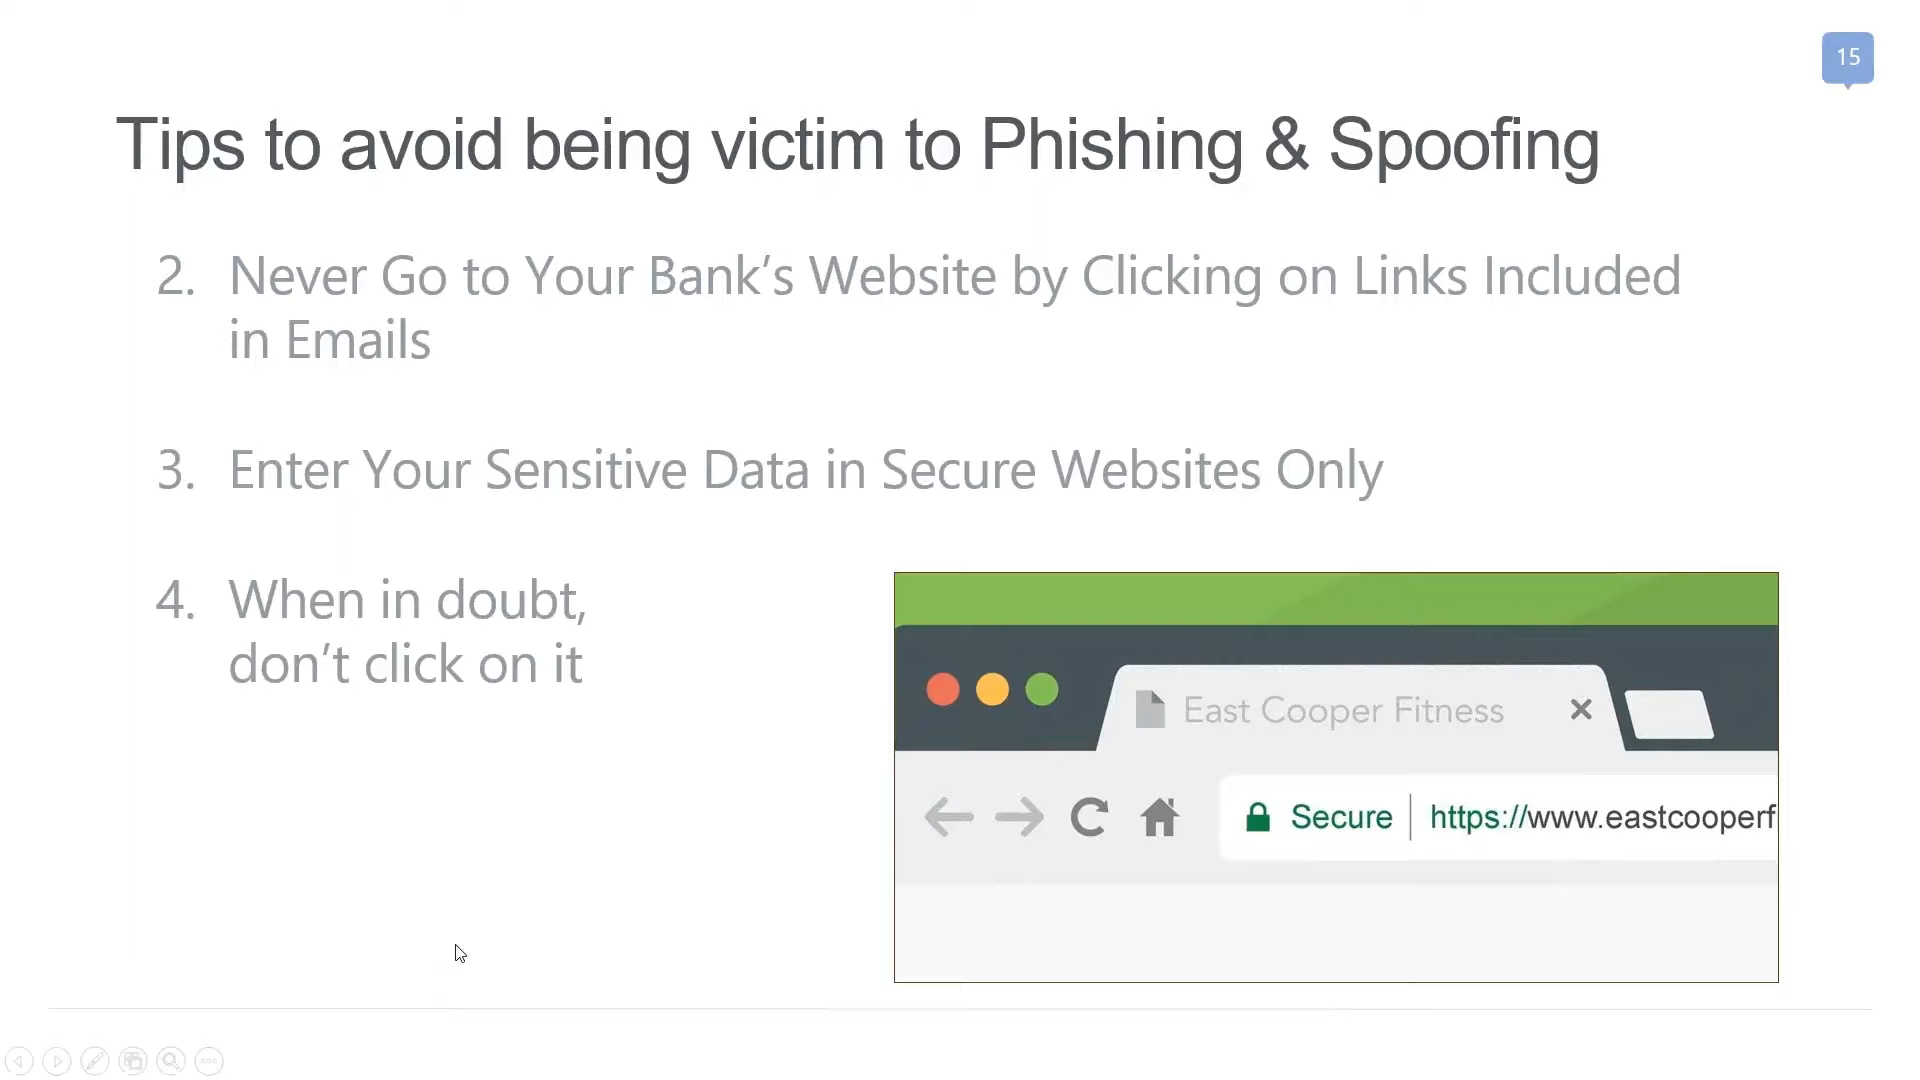 15
Tips to avoid being victim to Phishing & Spoofing
2. Never Go to Your Bank’s Website by Clicking on Links Included
in Emails
3. Enter Your Sensitive Data in Secure Websites Only
4. When in doubt,
don’t click on it
East Cooper Fitness
Secure https://www.eastcooperf